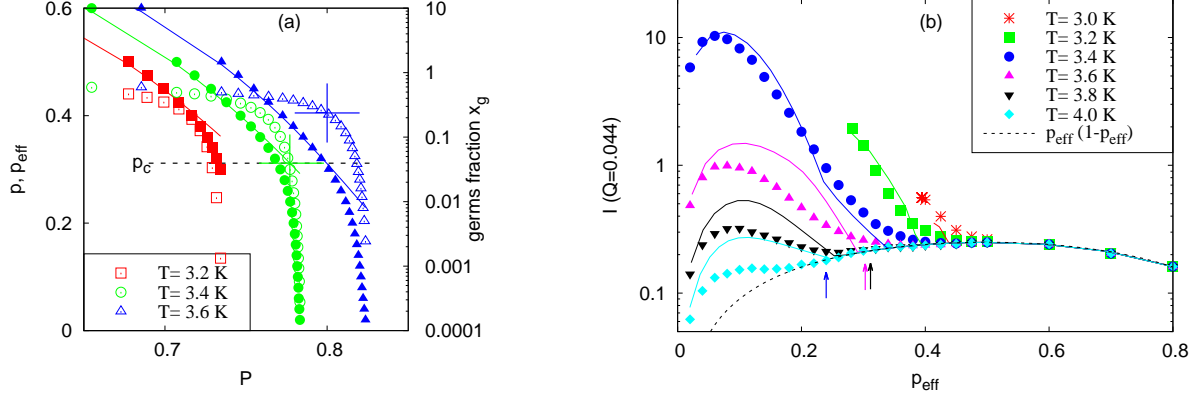 (a)
p, p_eff
0.6
0.4
0.2
0
p_c
T= 3.2 K
T= 3.4 K
T= 3.6 K
0.7
0.8
P
10
1
0.1
0.01
0.001
0.0001
germs fraction x_g
(b)
I (Q=0.044)
10
1
0.1
T= 3.0 K
T= 3.2 K
T= 3.4 K
T= 3.6 K
T= 3.8 K
T= 4.0 K
p_eff (1-p_eff)
0
0.2
0.4
0.6
0.8
p_eff